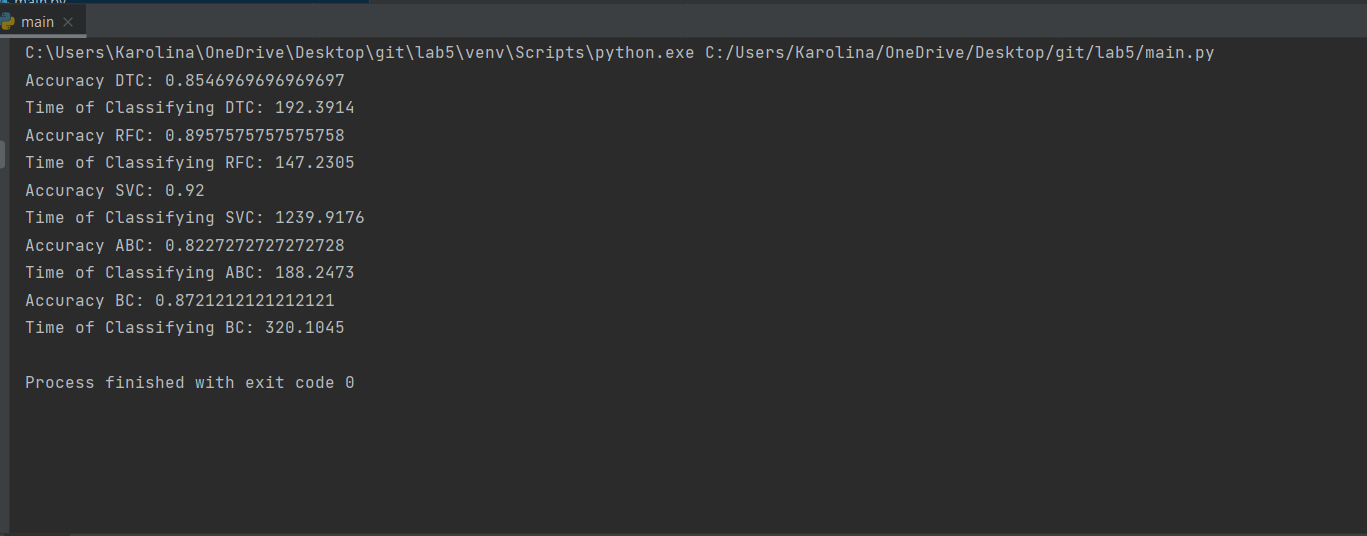 main.py
main
C:\Users\Karolina\OneDrive\Desktop\git\lab5\venv\Scripts\python.exe C:/Users/Karolina/OneDrive/Desktop/git/lab5/main.py
Accuracy DTC: 0.8546969696969697
Time of Classifying DTC: 192.3914
Accuracy RFC: 0.8957575757575758
Time of Classifying RFC: 147.2305
Accuracy SVC: 0.92
Time of Classifying SVC: 1239.9176
Accuracy ABC: 0.8227272727272728
Time of Classifying ABC: 188.2473
Accuracy BC: 0.8721212121212121
Time of Classifying BC: 320.1045
Process finished with exit code 0